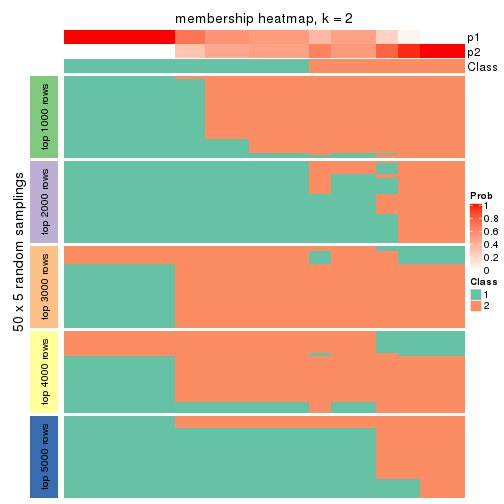 membership heatmap, k = 2
p1
p2
Class
50 x 5 random samplings
top 1000 rows
top 2000 rows
top 3000 rows
top 4000 rows
top 5000 rows
Prob
1
0.8
0.6
0.4
0.2
0
Class
1
2